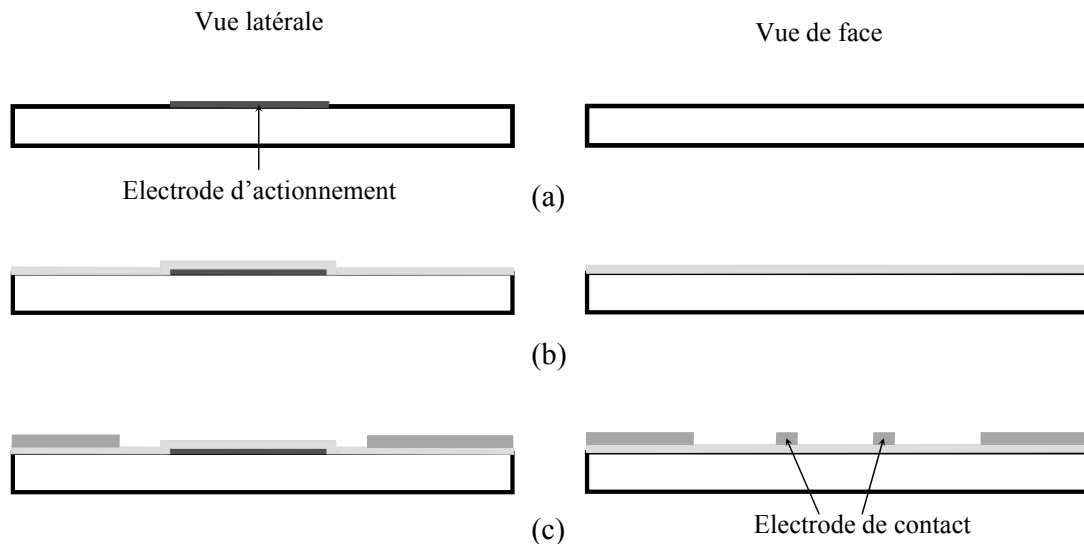 Vue latérale
Vue de face
Electrode d’actionnement
(a)
(b)
(c)
Electrode de contact